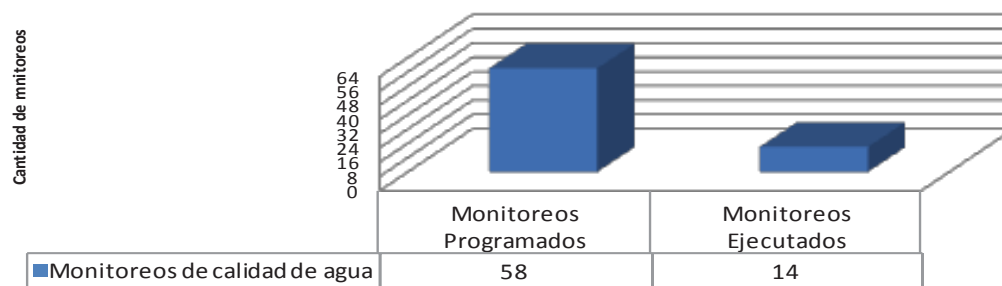 Cantidad de mnitoreos
64
56
48
40
32
24
16
8
0
Monitoreos
Programados
Monitoreos
Ejecutados
Monitoreos de calidad de agua
58
14